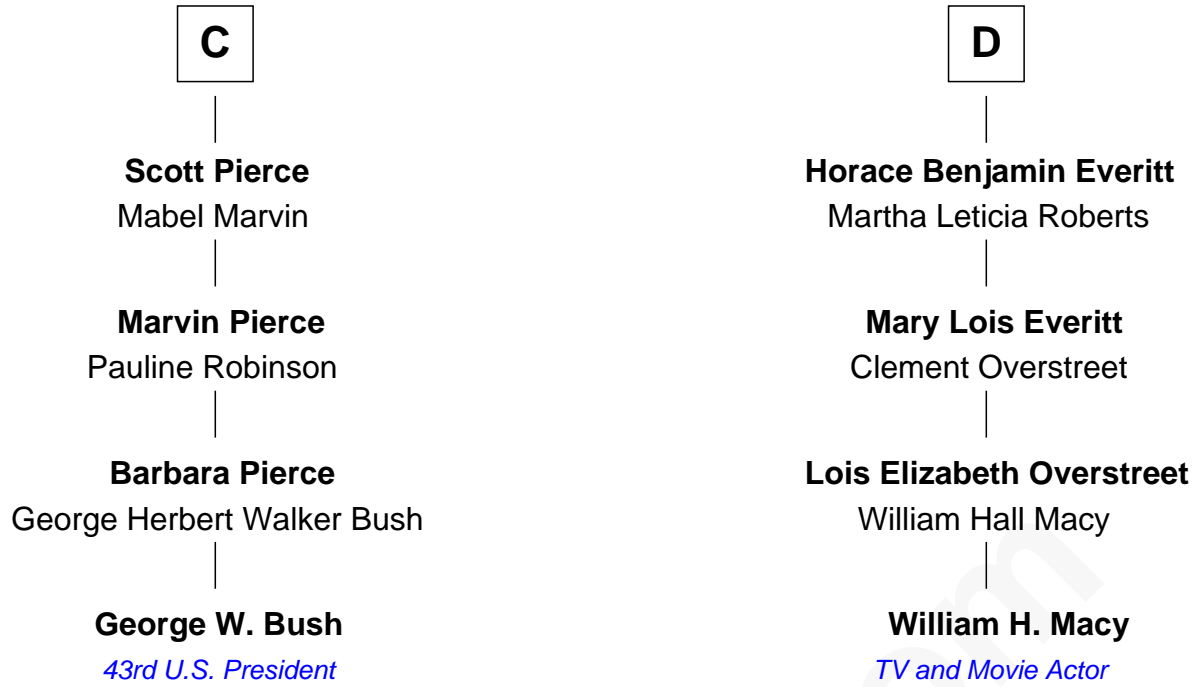 C
Scott Pierce
Mabel Marvin
Marvin Pierce
Pauline Robinson
Barbara Pierce
George Herbert Walker Bush
George W. Bush
43rd U.S. President
D
Horace Benjamin Everitt
Martha Leticia Roberts
Mary Lois Everitt
Clement Overstreet
Lois Elizabeth Overstreet
William Hall Macy
William H. Macy
TV and Movie Actor